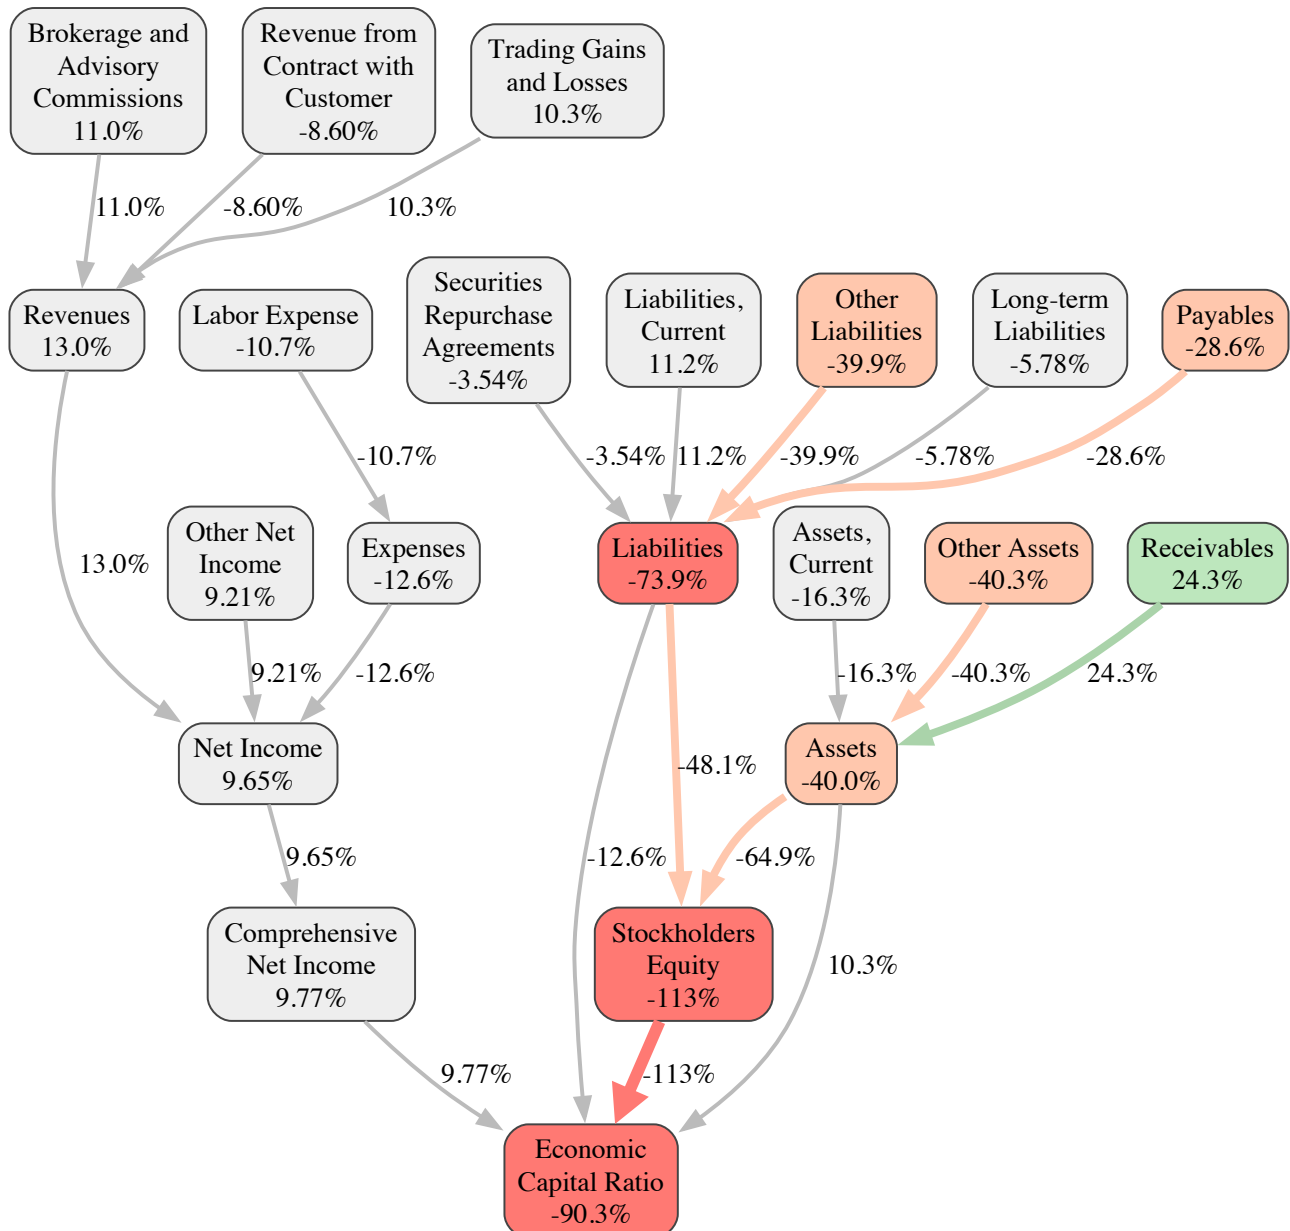 Brokerage and
Advisory
Commissions
11.0%
Revenue from
Contract with
Customer
-8.60%
Trading Gains
and Losses
10.3%
11.0%
-8.60%
10.3%
Revenues
13.0%
Labor Expense
-10.7%
Securities
Repurchase
Agreements
-3.54%
Liabilities,
Current
11.2%
Other
Liabilities
-39.9%
Long-term
Liabilities
-5.78%
Payables
-28.6%
-10.7%
-3.54%
11.2%
-39.9%
-5.78%
-28.6%
13.0%
Other Net
Income
9.21%
Expenses
-12.6%
Liabilities
-73.9%
Assets,
Current
-16.3%
Other Assets
-40.3%
Receivables
24.3%
9.21%
-12.6%
-16.3%
-40.3%
24.3%
Net Income
9.65%
-48.1%
Assets
-40.0%
9.65%
-12.6%
-64.9%
Comprehensive
Net Income
9.77%
Stockholders
Equity
-113%
10.3%
9.77%
-113%
Economic
Capital Ratio
-90.3%